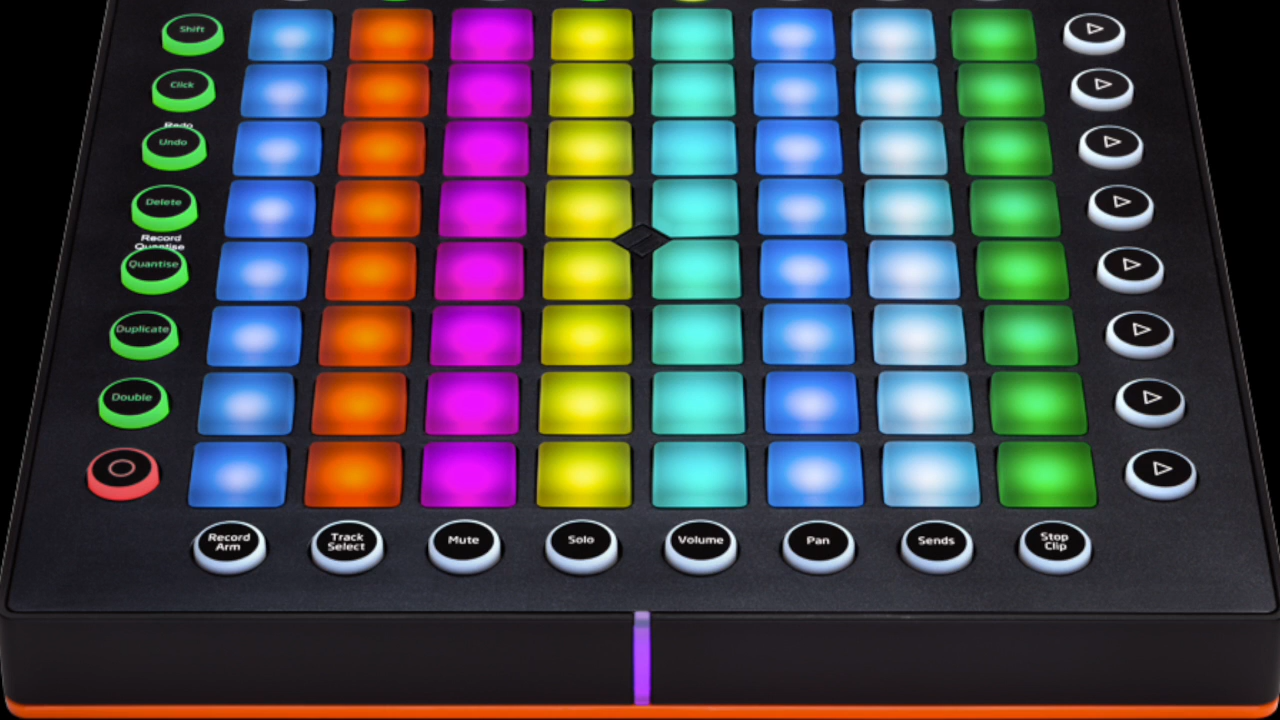 Shift
Click
Redo
Undo
Delete
Record
Quantise
Quantise
Duplicate
Double
Record
Arm
Track
Select
Mute
Solo
Volume
Pan
Sends
Stop
Clip